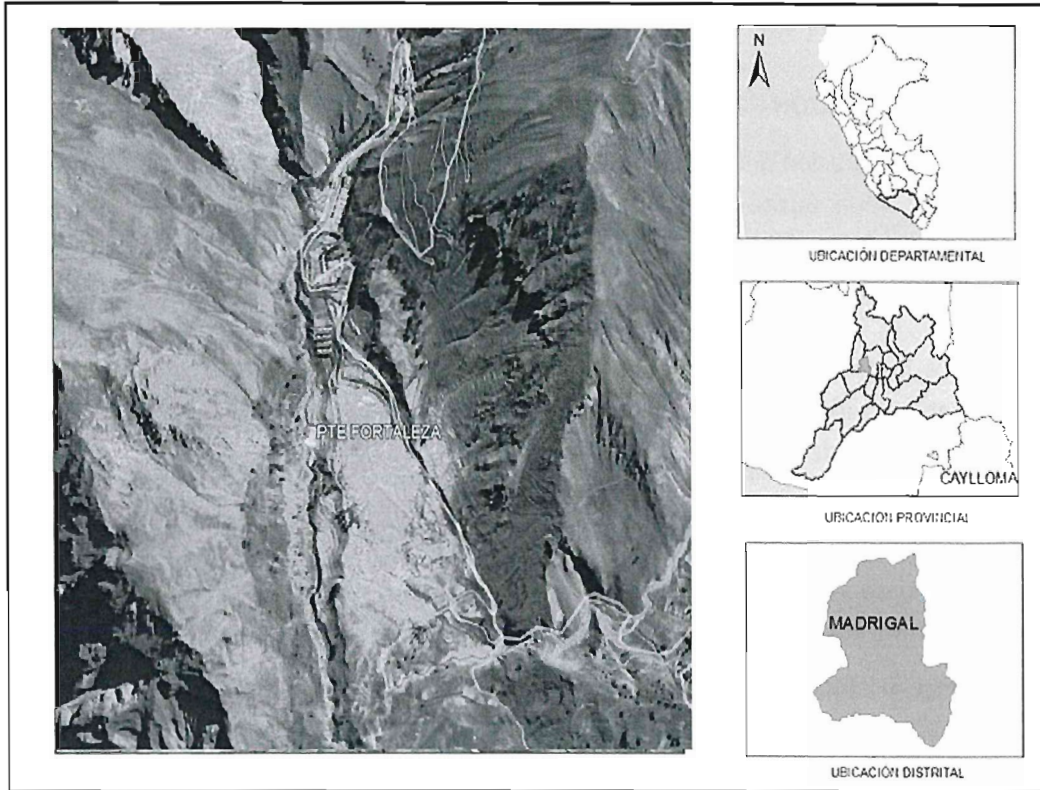 N
UBICACIÓN DEPARTAMENTAL
PTE FORTALEZA
CAYLLOMA
UBICACIÓN PROVINCIAL
MADRIGAL
UBICACIÓN DISTRITAL